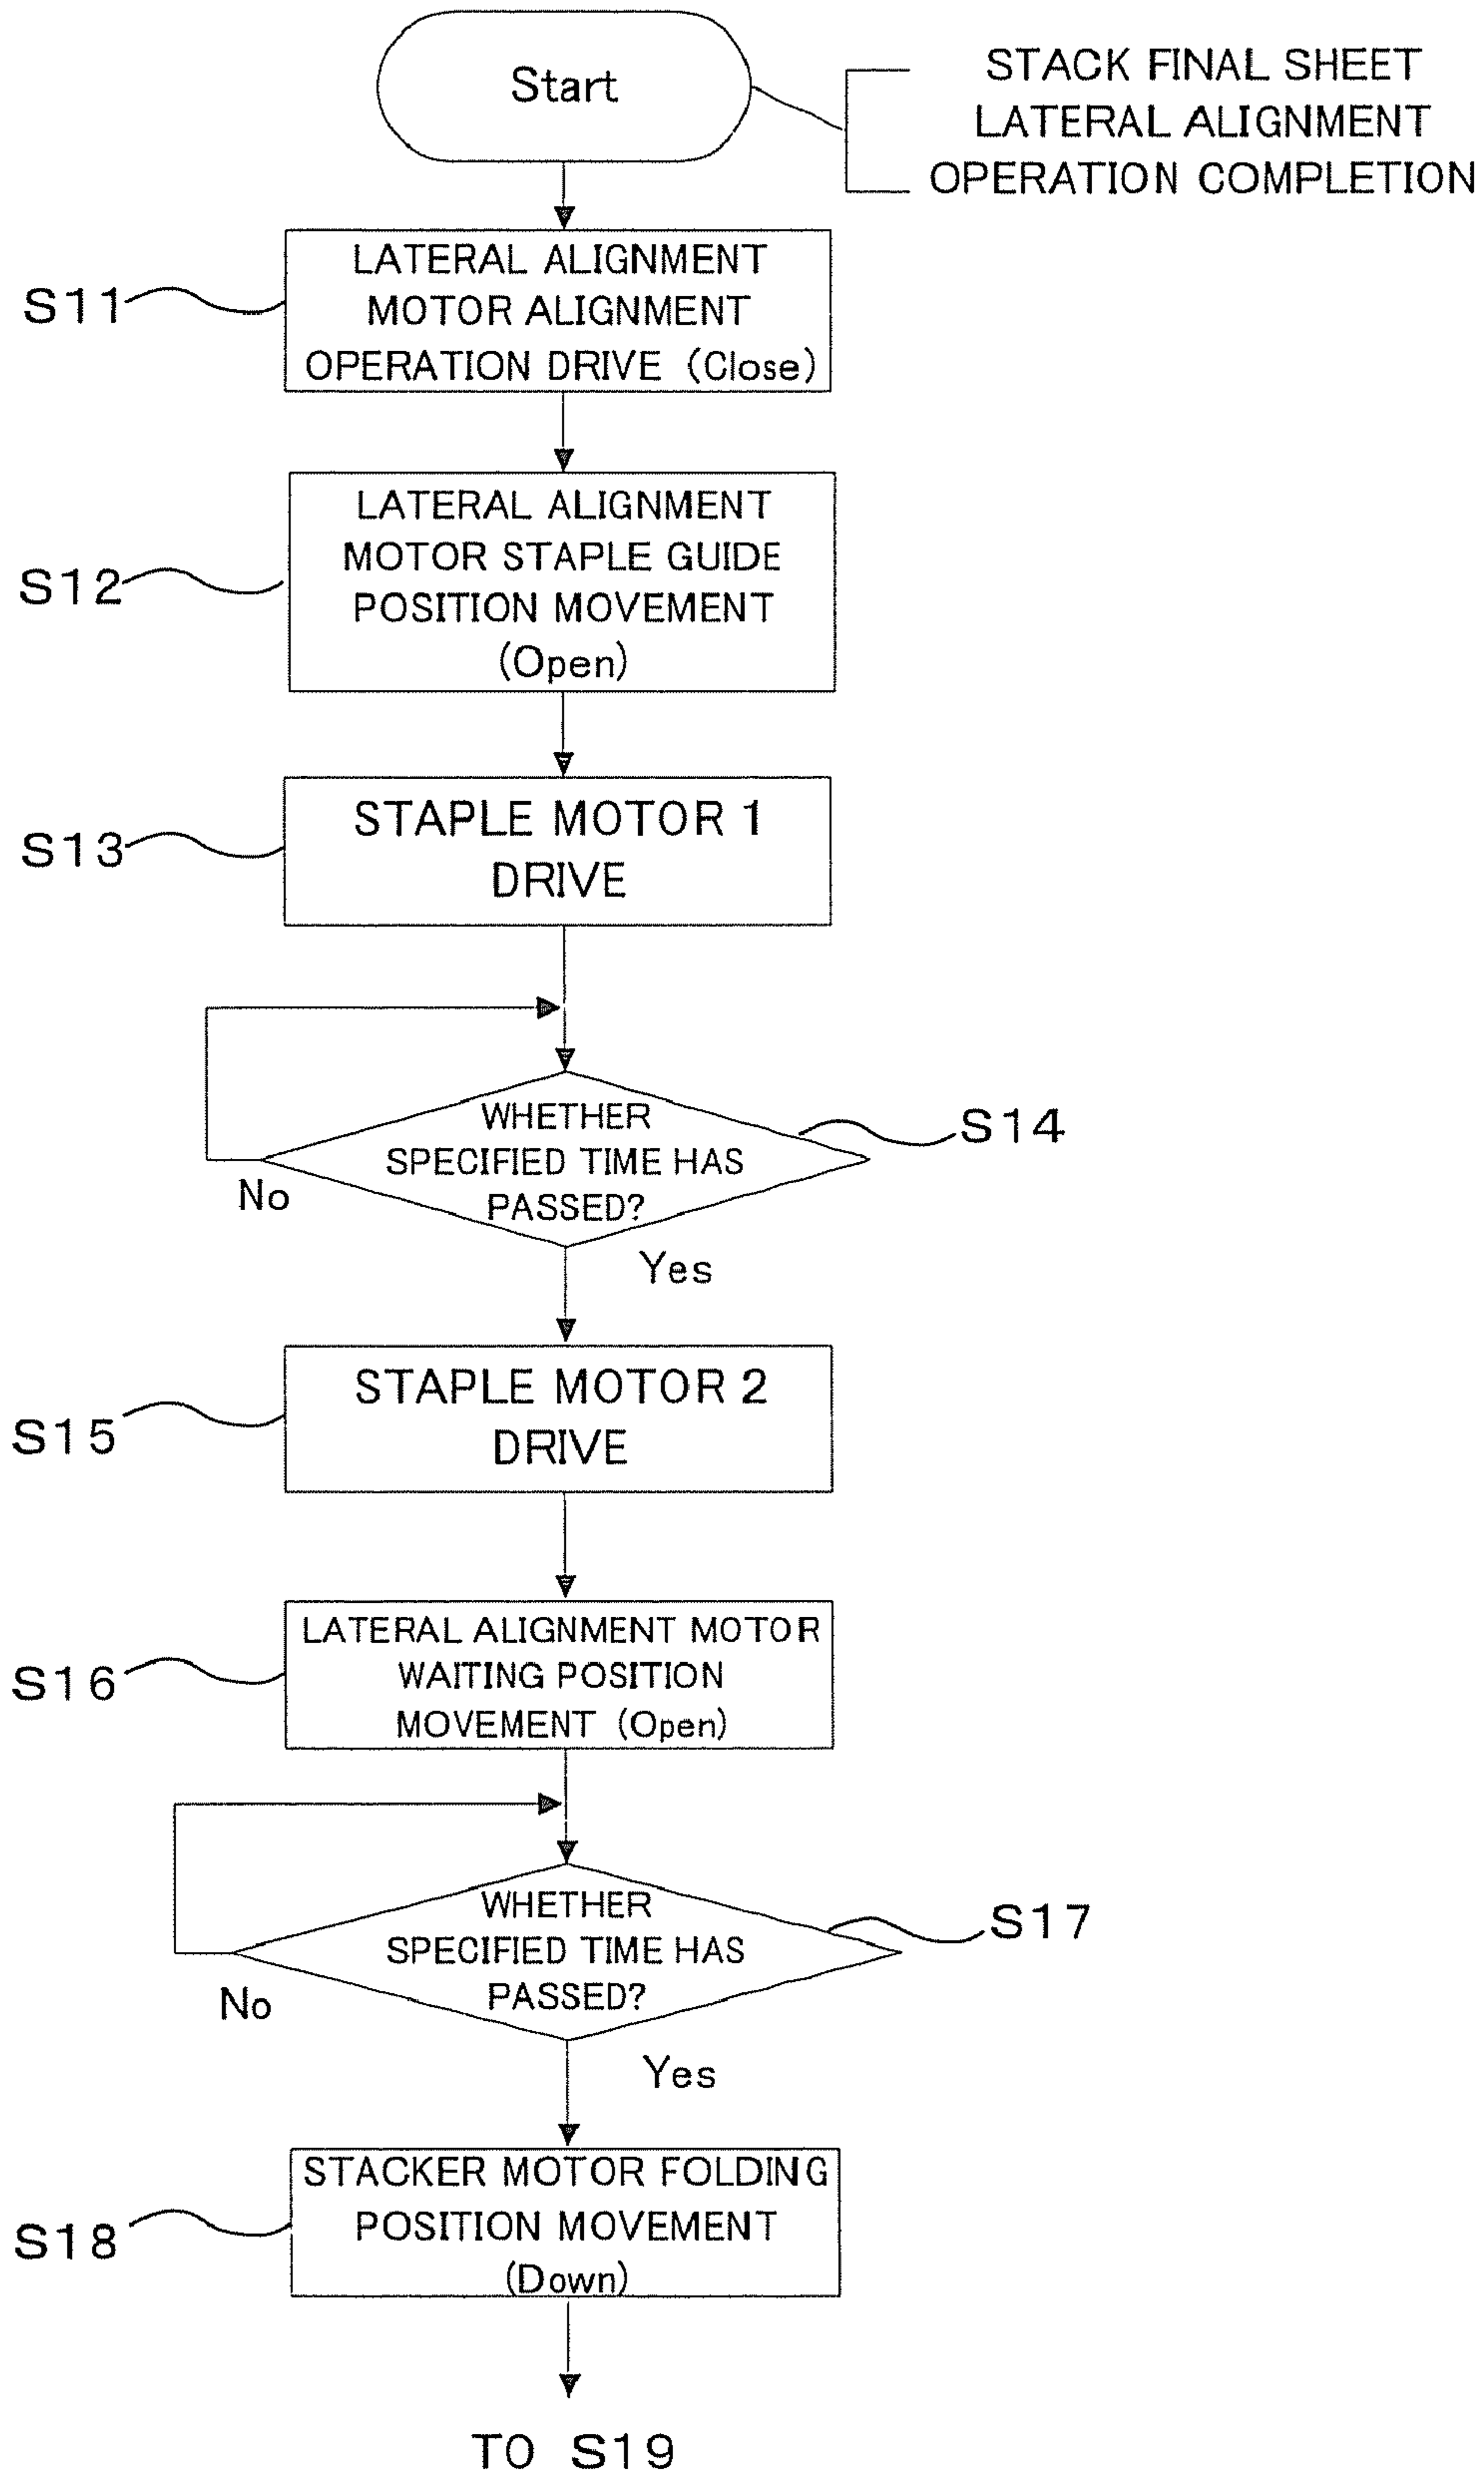 Start
STACK FINAL SHEET
LATERAL ALIGNMENT
OPERATION COMPLETION
S11
LATERAL ALIGNMENT
MOTOR ALIGNMENT
OPERATION DRIVE (Close)
S12
LATERAL ALIGNMENT
MOTOR STAPLE GUIDE
POSITION MOVEMENT
(Open)
S13
STAPLE MOTOR 1
DRIVE
WHETHER
SPECIFIED TIME HAS
PASSED?
S14
No
Yes
S15
STAPLE MOTOR 2
DRIVE
S16
LATERAL ALIGNMENT MOTOR
WAITING POSITION
MOVEMENT (Open)
WHETHER
SPECIFIED TIME HAS
PASSED?
S17
No
Yes
S18
STACKER MOTOR FOLDING
POSITION MOVEMENT
(Down)
TO S19